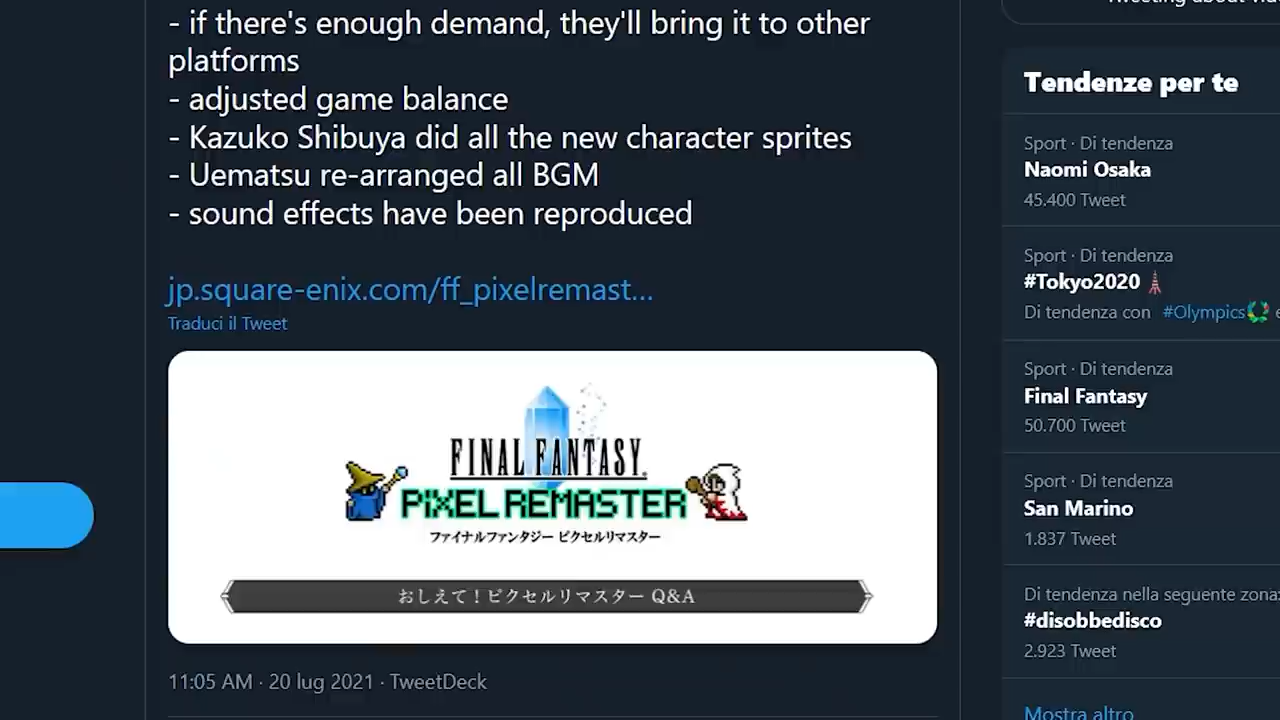 - if there's enough demand, they'll bring it to other
platforms
- adjusted game balance
- Kazuko Shibuya did all the new character sprites
- Uematsu re-arranged all BGM
- sound effects have been reproduced
jp.square-enix.com/ff_pixelremast...
Traduci il Tweet
FINAL FANTASY.
PIXEL REMASTER
ファイナルファンタジー ピクセルリマスター
おしえて！ピクセルリマスター Q&A
11:05 AM · 20 lug 2021 · TweetDeck
Tweeting about
Tendenze per te
Sport · Di tendenza
Naomi Osaka
45.400 Tweet
Sport · Di tendenza
#Tokyo2020
Di tendenza con #Olympics
Sport · Di tendenza
Final Fantasy
50.700 Tweet
Sport · Di tendenza
San Marino
1.837 Tweet
Di tendenza nella seguente zona:
#disobbedisco
2.923 Tweet
Mostra altro